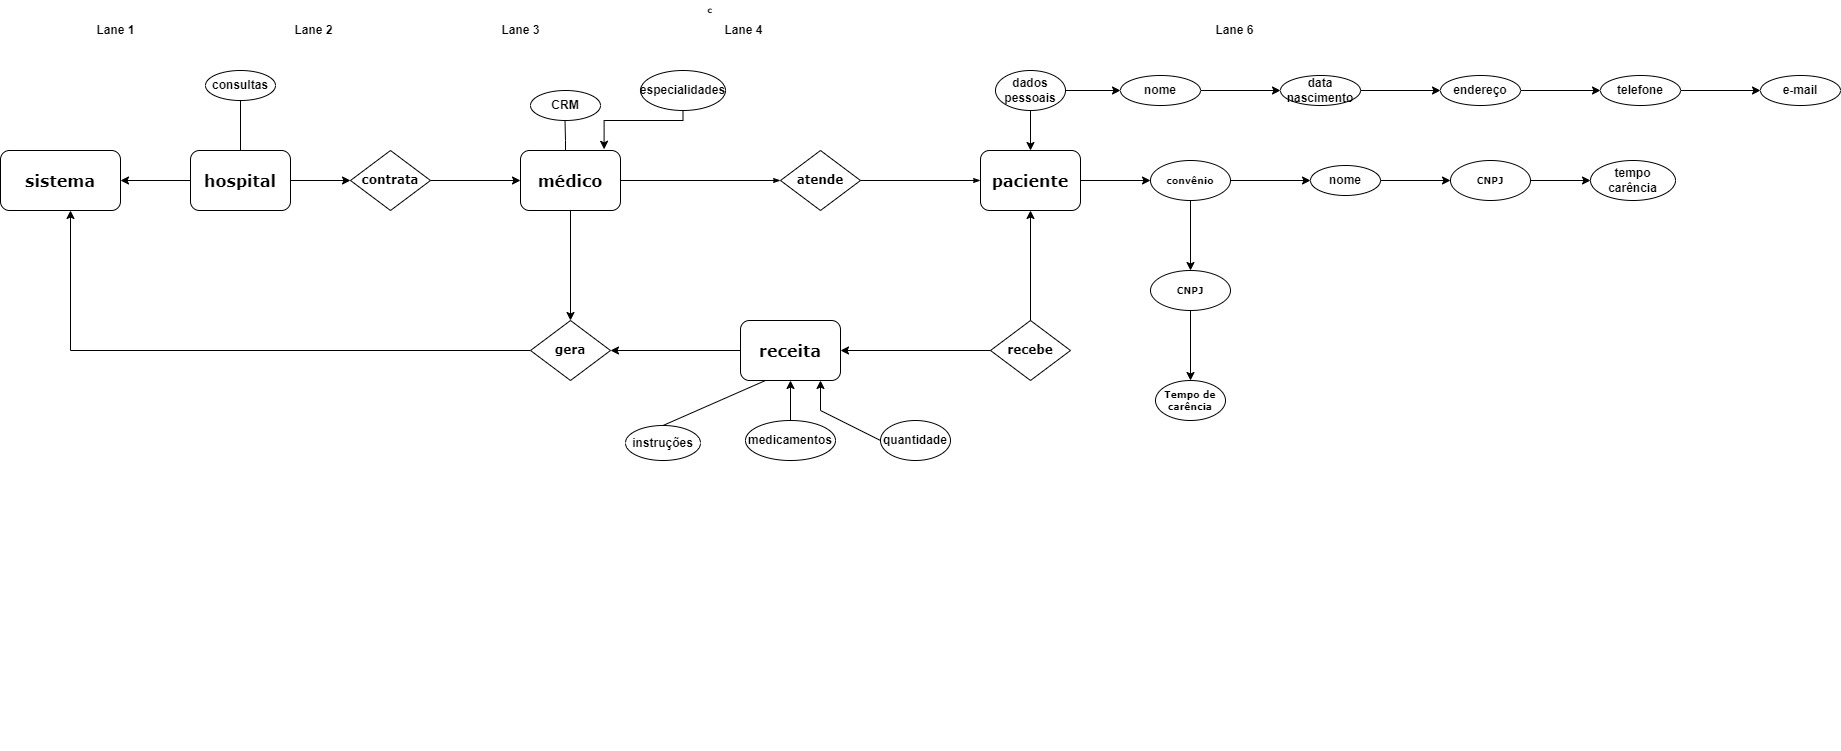 c
Lane 1
Lane 2
Lane 3
Lane 4
Lane 6
consultas
CRM
especialidades
dados
pessoais
nome
data
nascimento
endereço
telefone
e-mail
sistema
hospital
contrata
médico
atende
paciente
convênio
nome
CNPJ
tempo
carência
CNPJ
gera
receita
recebe
Tempo de
carência
instruções
medicamentos
quantidade